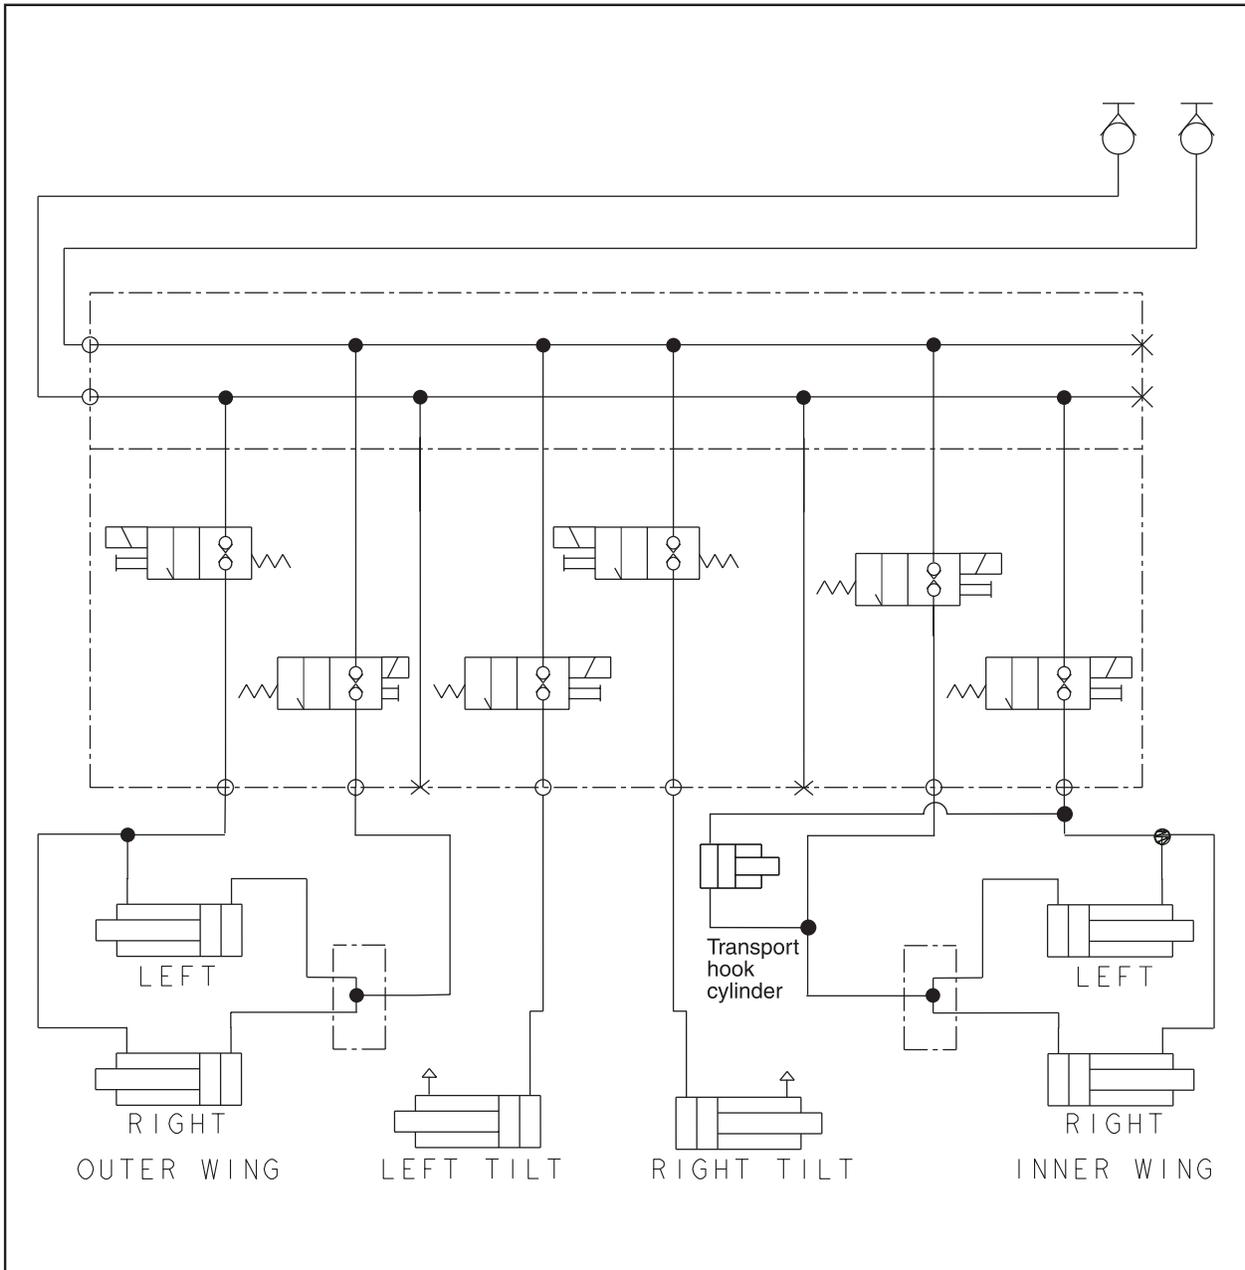 Transport
hook
cylinder
LEFT
LEFT
RIGHT
RIGHT
OUTER WING
LEFT TILT
RIGHT TILT
INNER WING